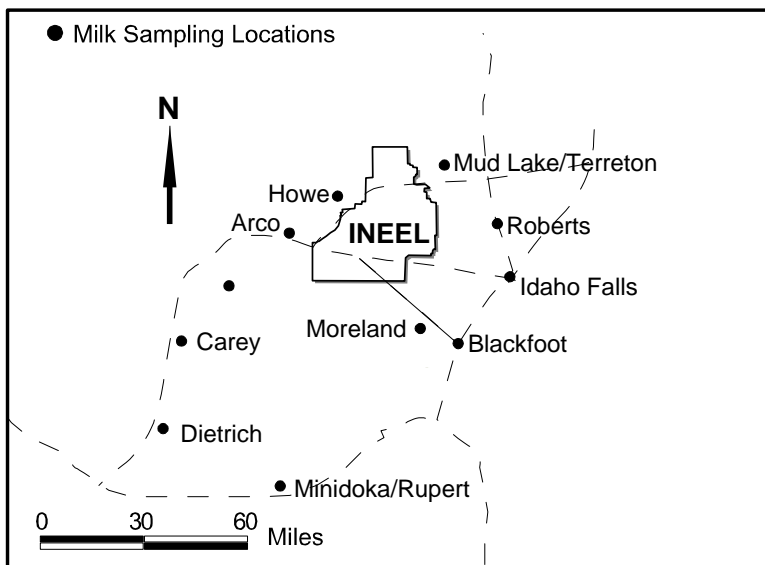 Milk Sampling Locations
N
Mud Lake/Terreton
Howe
Arco
INEEL
Roberts
Idaho Falls
Moreland
Carey
Blackfoot
Dietrich
Minidoka/Rupert
0 30 60
Miles